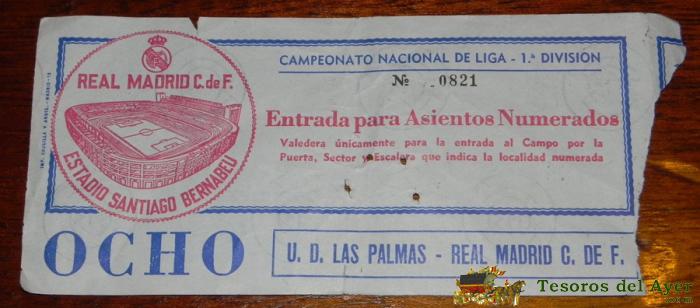 REAL MADRID C. de F.
ESTADIO SANTIAGO BERNABEU
CAMPEONATO NACIONAL DE LIGA - 1.ª DIVISION
Nº 0821
Entrada para Asientos Numerados
Valedera únicamente para la entrada al Campo por la
Puerta, Sector y Escalera que indica la localidad numerada
OCHO
U. D. LAS PALMAS - REAL MADRID C. DE F.
Tesoros del Ayer
.com